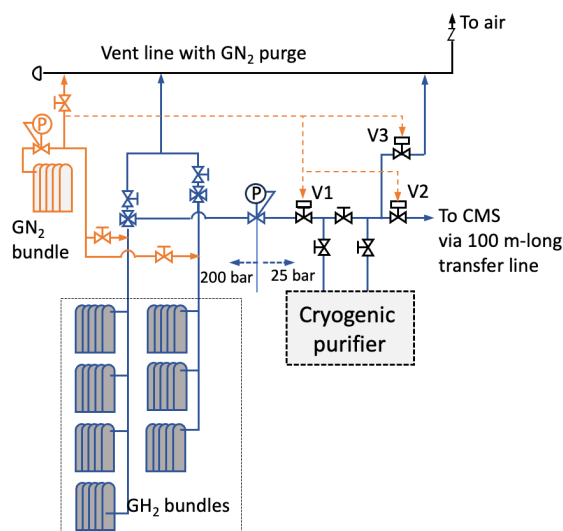 To air
Vent line with GN₂ purge
P
V3
GN₂
bundle
P
V1
V2
To CMS
via 100 m-long
transfer line
200 bar
25 bar
Cryogenic
purifier
GH₂ bundles